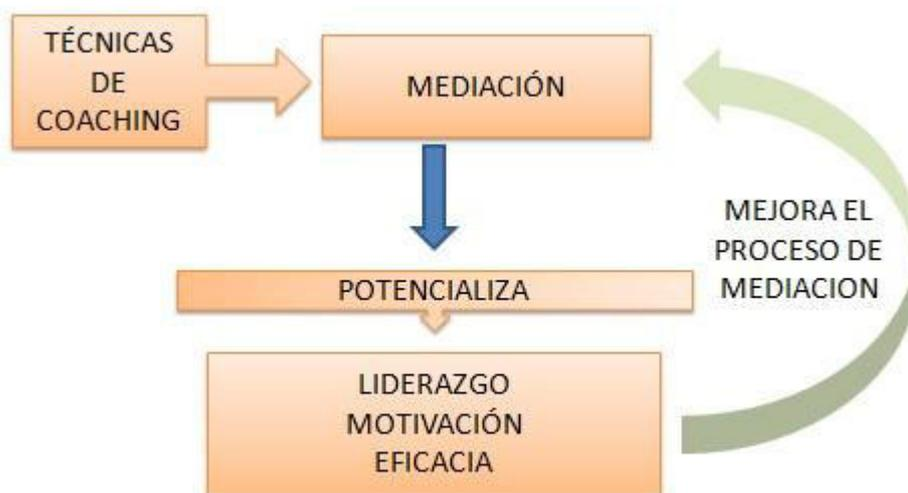 TÉCNICAS
DE
COACHING
MEDIACIÓN
MEJORA EL
PROCESO DE
MEDIACION
POTENCIALIZA
LIDERAZGO
MOTIVACIÓN
EFICACIA